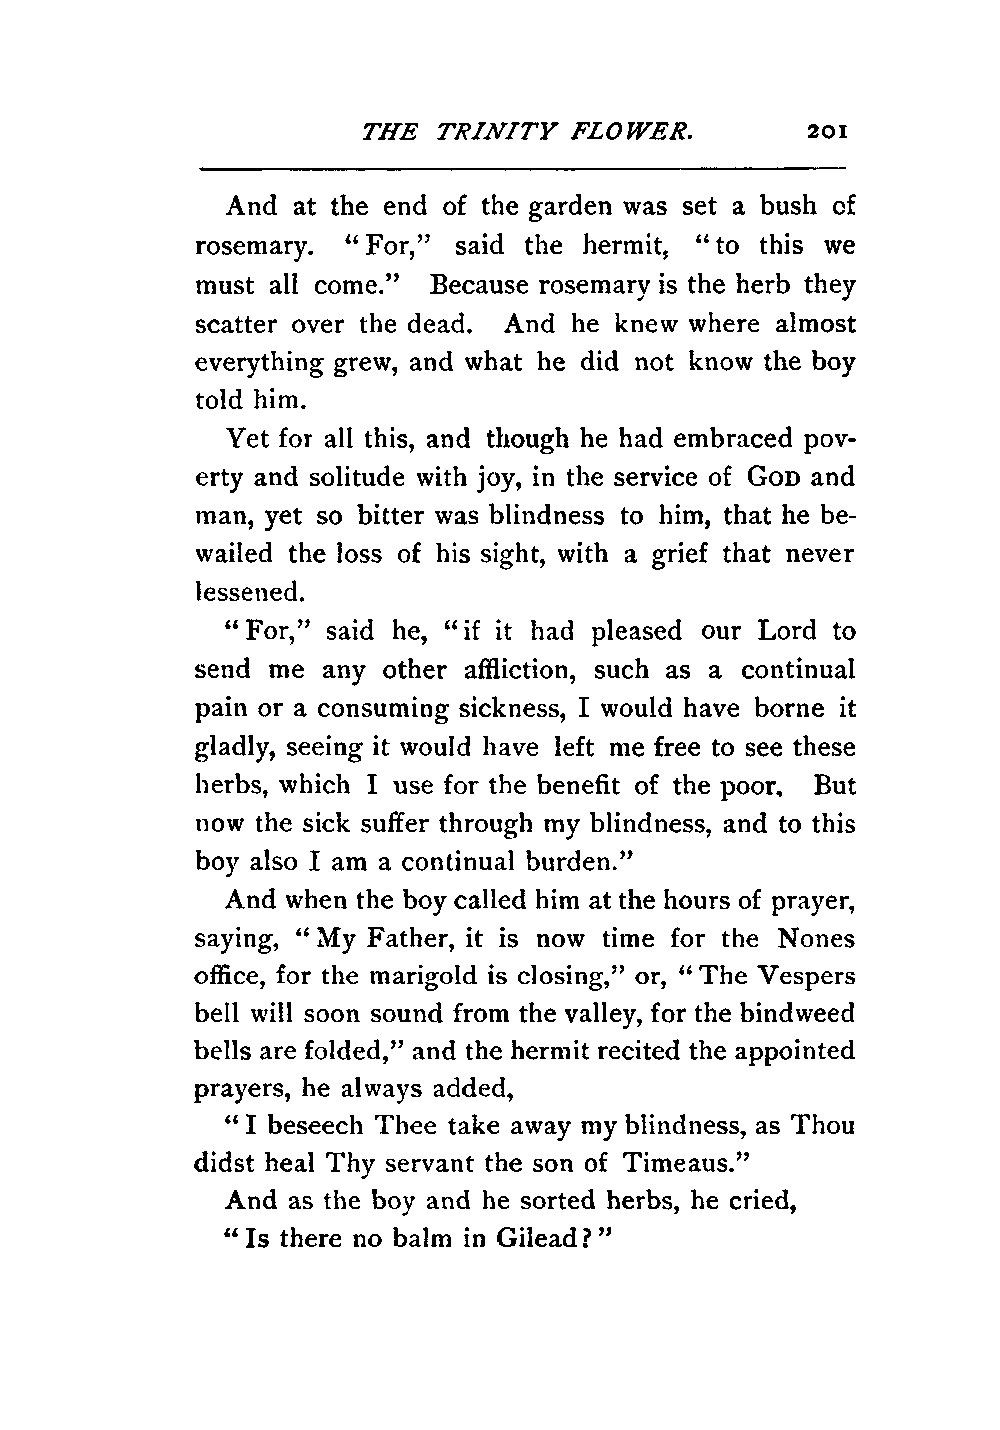 THE TRINITY FLOWER. 201
And at the end of the garden was set a bush of
rosemary. “For,” said the hermit, “to this we
must all come.” Because rosemary is the herb they
scatter over the dead. And he knew where almost
everything grew, and what he did not know the boy
told him.
Yet for all this, and though he had embraced pov-
erty and solitude with joy, in the service of GOD and
man, yet so bitter was blindness to him, that he be-
wailed the loss of his sight, with a grief that never
lessened.
“For,” said he, “if it had pleased our Lord to
send me any other affliction, such as a continual
pain or a consuming sickness, I would have borne it
gladly, seeing it would have left me free to see these
herbs, which I use for the benefit of the poor. But
now the sick suffer through my blindness, and to this
boy also I am a continual burden.”
And when the boy called him at the hours of prayer,
saying, “My Father, it is now time for the Nones
office, for the marigold is closing,” or, “The Vespers
bell will soon sound from the valley, for the bindweed
bells are folded,” and the hermit recited the appointed
prayers, he always added,
“I beseech Thee take away my blindness, as Thou
didst heal Thy servant the son of Timeaus.”
And as the boy and he sorted herbs, he cried,
“Is there no balm in Gilead?”